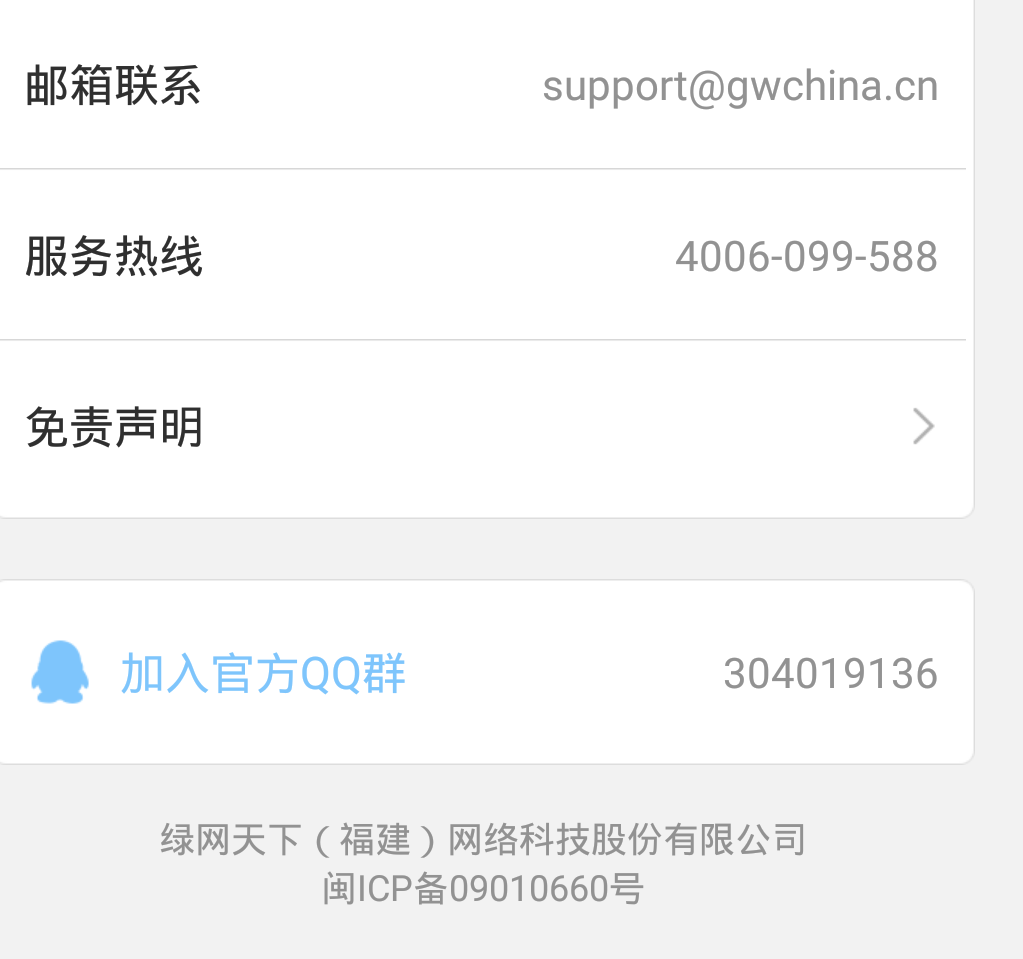 邮箱联系 support@gwchina.cn
服务热线 4006-099-588
免责声明
加入官方QQ群 304019136
绿网天下（福建）网络科技股份有限公司
闽ICP备09010660号